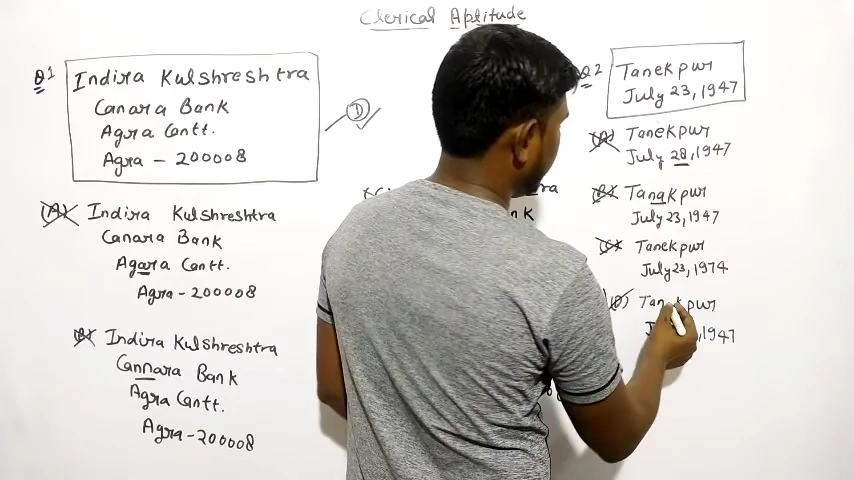 Clerical Aptitude
Q1
Indira Kulshreshtra
Canara Bank
Agra Cantt.
Agra - 200008
D
(A) Indira Kulshreshtra
Canara Bank
Agara Cantt.
Agra - 200008
(B) Indira Kulshreshtra
Cannara Bank
Agra Cantt.
Agra - 200008
Q2
Tanekpur
July 23, 1947
(A) Tanekpur
July 28, 1947
(B) Tanakpur
July 23, 1947
(C) Tanekpur
July 23, 1974
(D) Tanekpur
1947